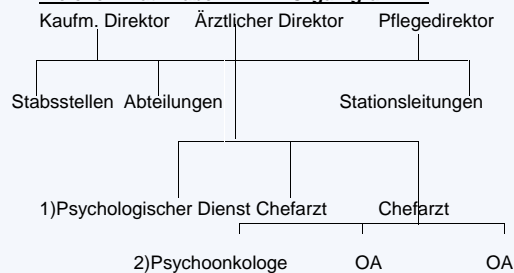 Kaufm. Direktor Ärztlicher Direktor Pflegedirektor
Stabsstellen Abteilungen Stationsleitungen
1)Psychologischer Dienst Chefarzt Chefarzt
2)Psychoonkologe OA OA